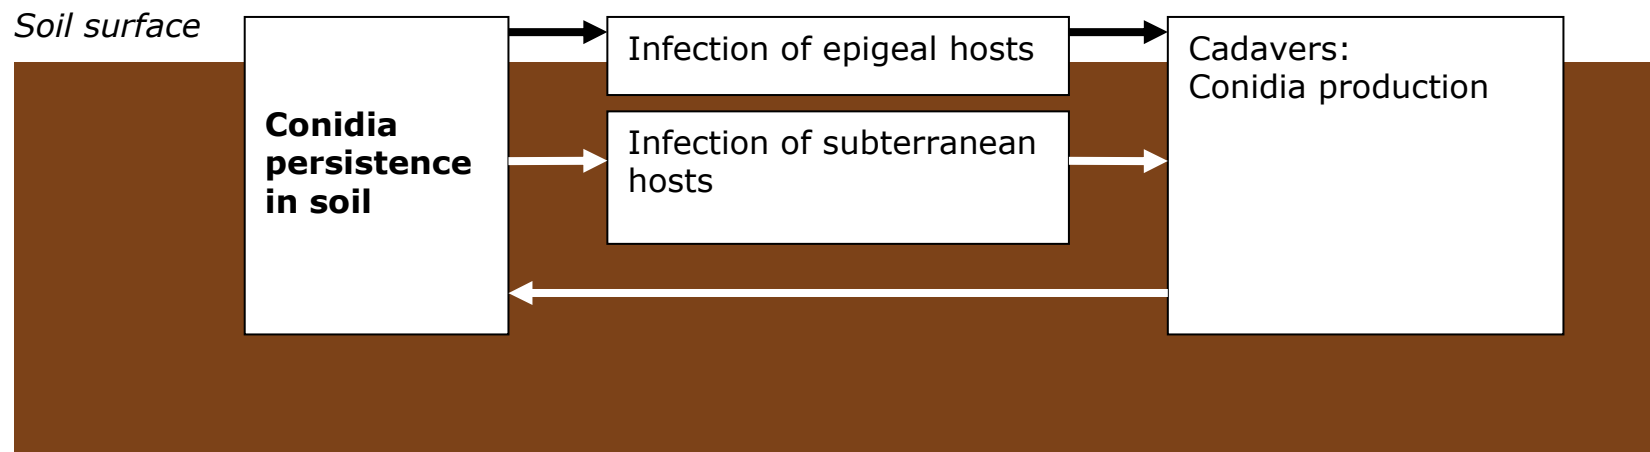 Soil surface
Conidia
persistence
in soil
Infection of epigeal hosts
Infection of subterranean
hosts
Cadavers:
Conidia production